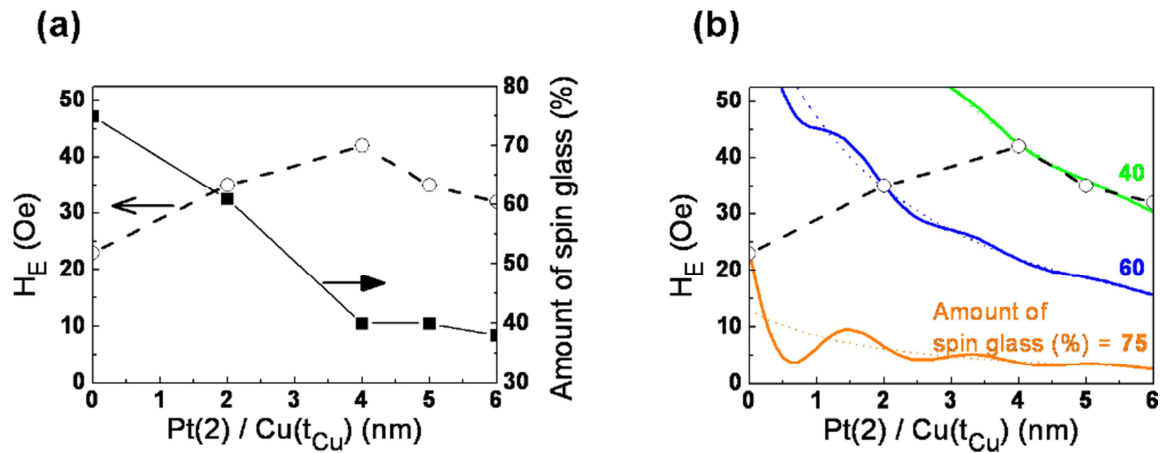 (a)
50
40
30
20
10
0
H_E (Oe)
80
70
60
50
40
30
Amount of spin glass (%)
0 1 2 3 4 5 6
Pt(2) / Cu(t_Cu) (nm)
(b)
50
40
30
20
10
0
H_E (Oe)
40
60
Amount of
spin glass (%) = 75
0 1 2 3 4 5 6
Pt(2) / Cu(t_Cu) (nm)